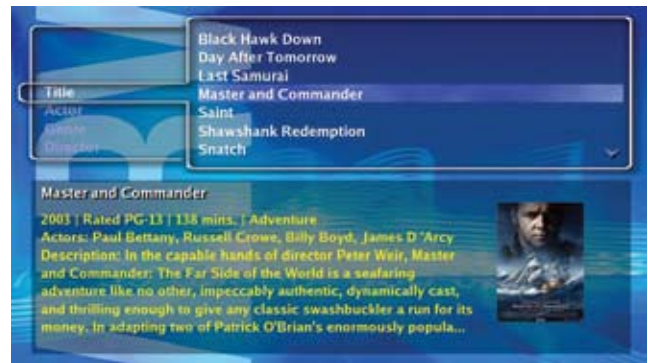 Black Hawk Down
Day After Tomorrow
Last Samurai
Title
Master and Commander
Actor
Saint
Genre
Shawshank Redemption
Director
Snatch
Master and Commander
2003 | Rated PG-13 | 138 mins. | Adventure
Actors: Paul Bettany, Russell Crowe, Billy Boyd, James D 'Arcy
Description: In the capable hands of director Peter Weir, Master
and Commander: The Far Side of the World is a seafaring
adventure like no other, impeccably authentic, dynamically cast,
and thrilling enough to give any classic swashbuckler a run for its
money. In adapting two of Patrick O'Brian's enormously popula...